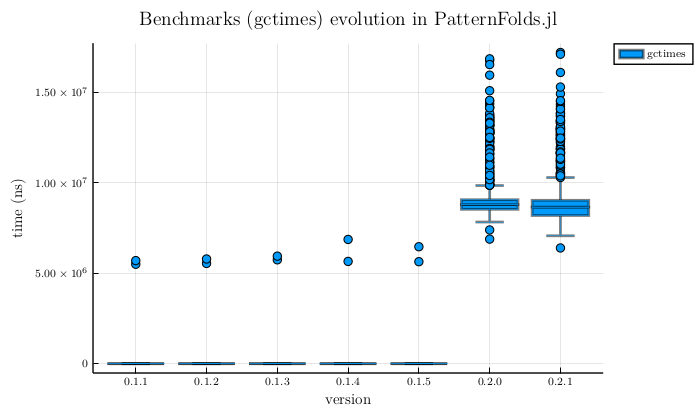 Benchmarks (gctimes) evolution in PatternFolds.jl
gctimes
1.50 × 10⁷
1.00 × 10⁷
5.00 × 10⁶
0
time (ns)
0.1.1 0.1.2 0.1.3 0.1.4 0.1.5 0.2.0 0.2.1
version